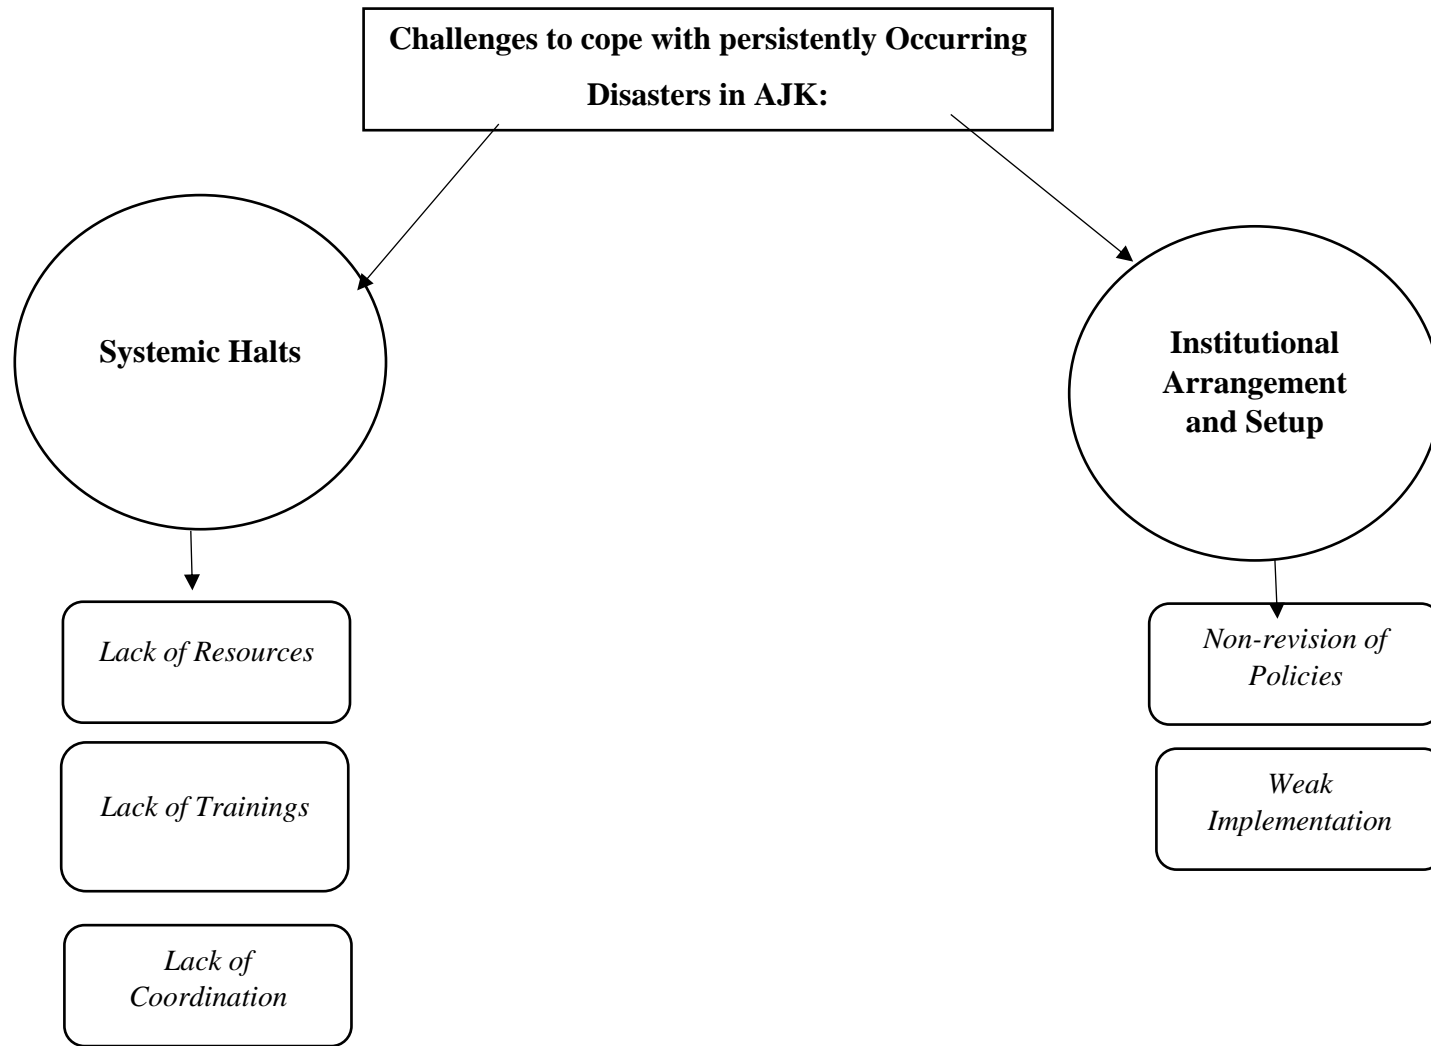 Challenges to cope with persistently Occurring
Disasters in AJK:
Systemic Halts
Institutional
Arrangement
and Setup
Lack of Resources
Non-revision of
Policies
Lack of Trainings
Weak
Implementation
Lack of
Coordination